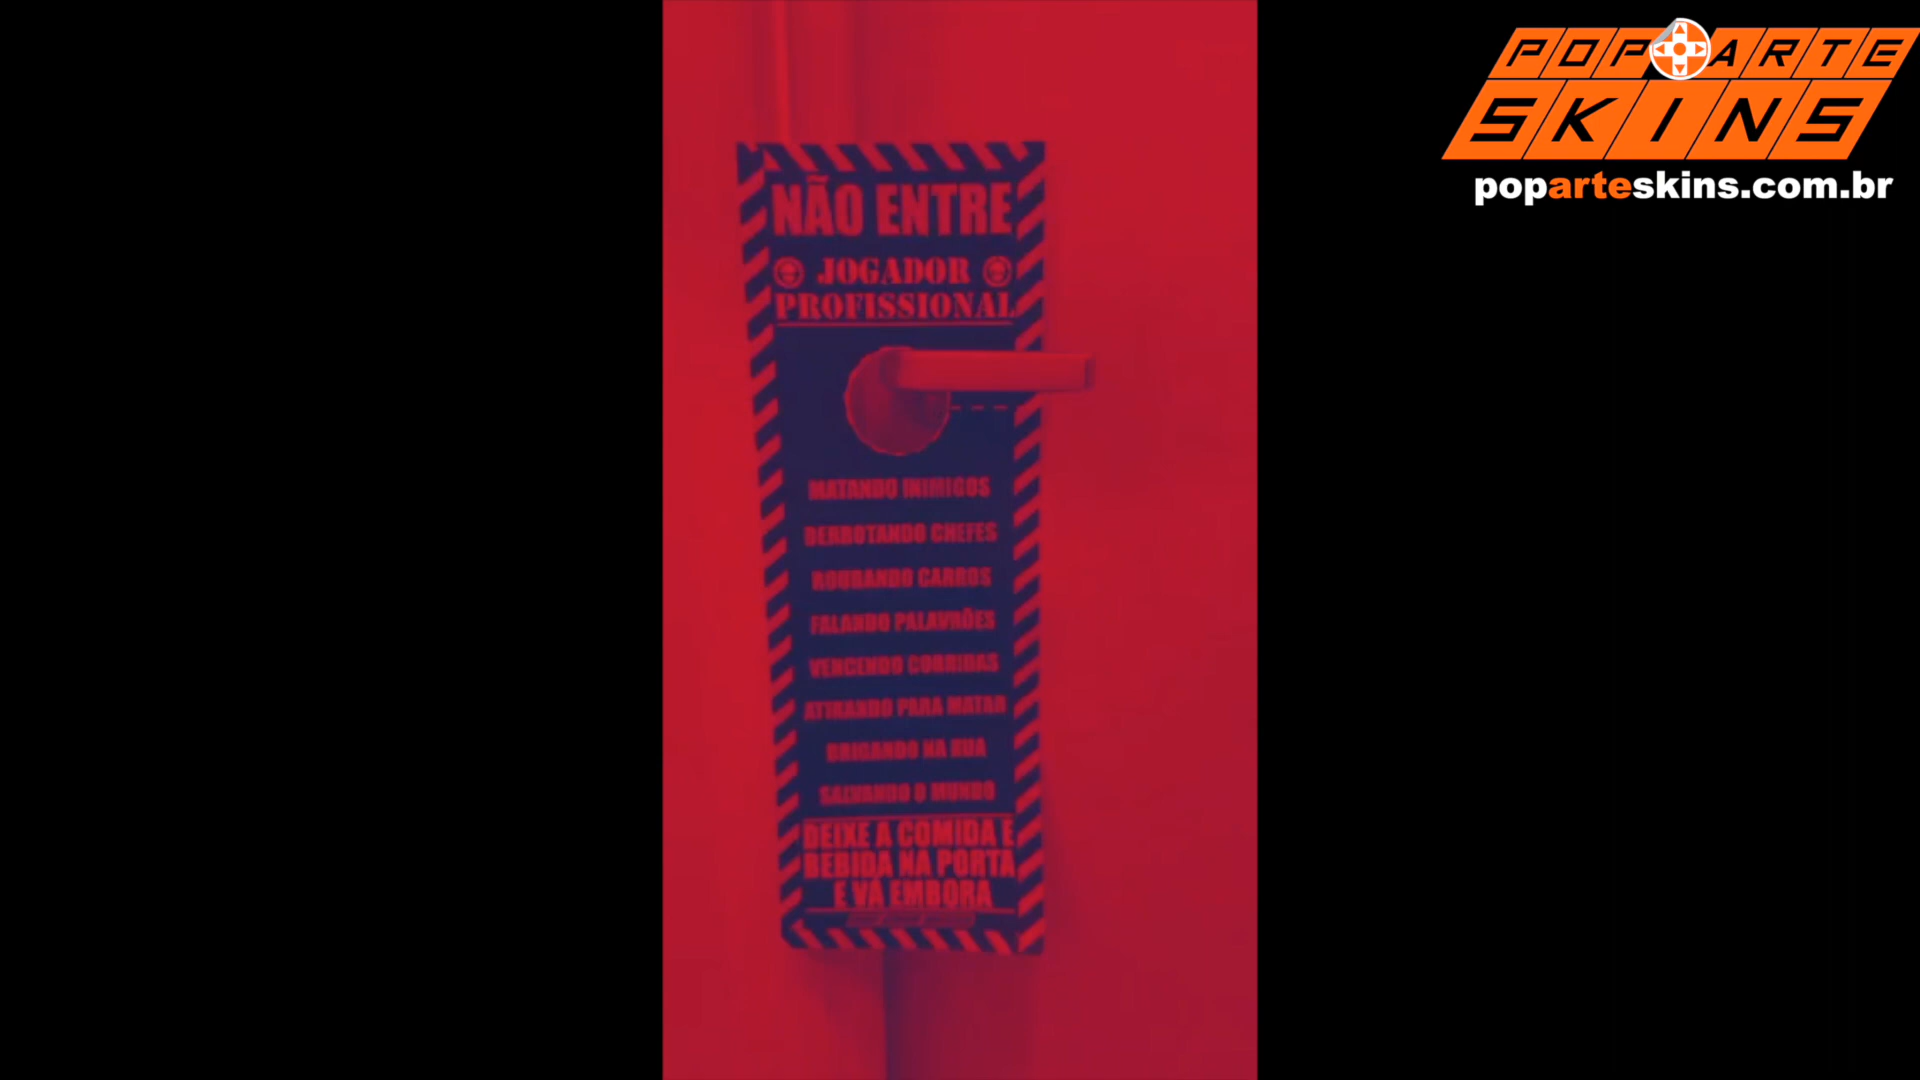 NÃO ENTRE
JOGADOR
PROFISSIONAL
MATANDO INIMIGOS
DERROTANDO CHEFES
ROUBANDO CARROS
FALANDO PALAVRÕES
VENCENDO CORRIDAS
ATIRANDO PARA MATAR
BRIGANDO NA RUA
SALVANDO O MUNDO
DEIXE A COMIDA E
BEBIDA NA PORTA
E VÁ EMBORA
POP ARTE
SKINS
poparteskins.com.br